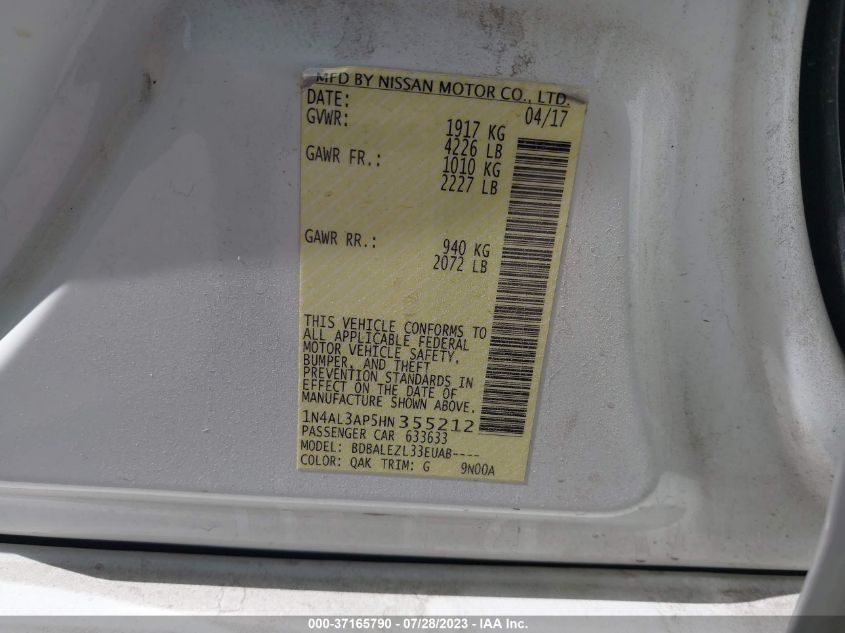 MFD BY NISSAN MOTOR CO., LTD.
DATE: 04/17
GVWR: 1917 KG
4226 LB
GAWR FR.: 1010 KG
2227 LB
GAWR RR.: 940 KG
2072 LB
THIS VEHICLE CONFORMS TO
ALL APPLICABLE FEDERAL
MOTOR VEHICLE SAFETY,
BUMPER, AND THEFT
PREVENTION STANDARDS IN
EFFECT ON THE DATE OF
MANUFACTURE SHOWN ABOVE.
1N4AL3AP5HN355212
PASSENGER CAR 633633
MODEL: BDBALEZL33EUAB----
COLOR: QAK TRIM: G 9N00A
000-37165790 - 07/28/2023 - IAA Inc.